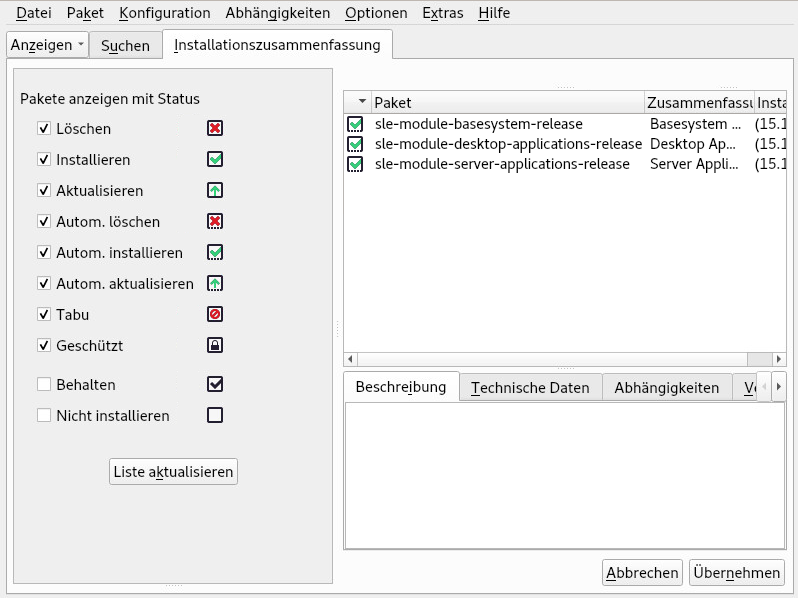 Datei Paket Konfiguration Abhängigkeiten Optionen Extras Hilfe
Anzeigen Suchen Installationszusammenfassung
Pakete anzeigen mit Status
Löschen
Installieren
Aktualisieren
Autom. löschen
Autom. installieren
Autom. aktualisieren
Tabu
Geschützt
Behalten
Nicht installieren
Liste aktualisieren
Paket Zusammenfassu Insta
sle-module-basesystem-release Basesystem ... (15.1
sle-module-desktop-applications-release Desktop Ap... (15.1
sle-module-server-applications-release Server Appli... (15.1
Beschreibung Technische Daten Abhängigkeiten Ve
Abbrechen Übernehmen